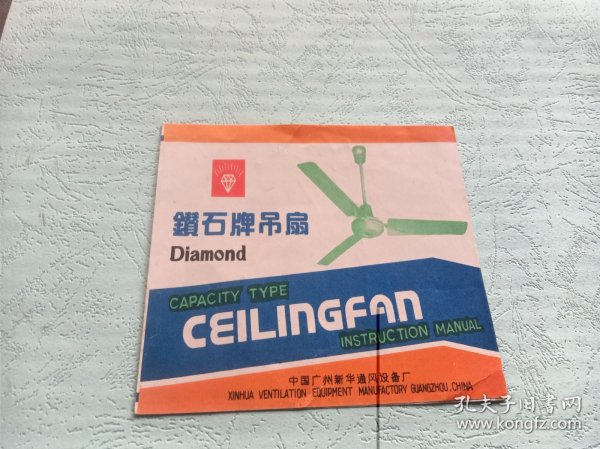 鑽石牌吊扇
Diamond
CAPACITY TYPE
CEILINGFAN
INSTRUCTION MANUAL
中国广州新华通风设备厂
XINHUA VENTILATION EQUIPMENT MANUFACTORY GUANGZHOU.CHINA
孔夫子旧书网
www.kongfz.com